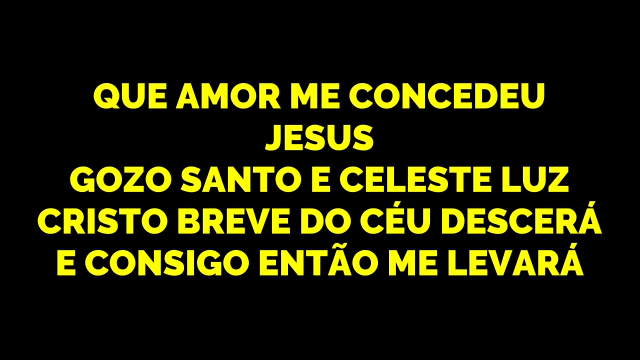 QUE AMOR ME CONCEDEU
JESUS
GOZO SANTO E CELESTE LUZ
CRISTO BREVE DO CÉU DESCERÁ
E CONSIGO ENTÃO ME LEVARÁ